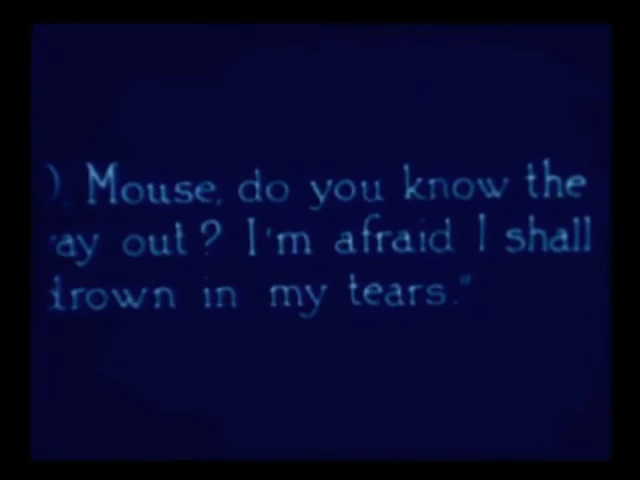 Mouse, do you know the
ay out? I'm afraid I shall
rown in my tears."